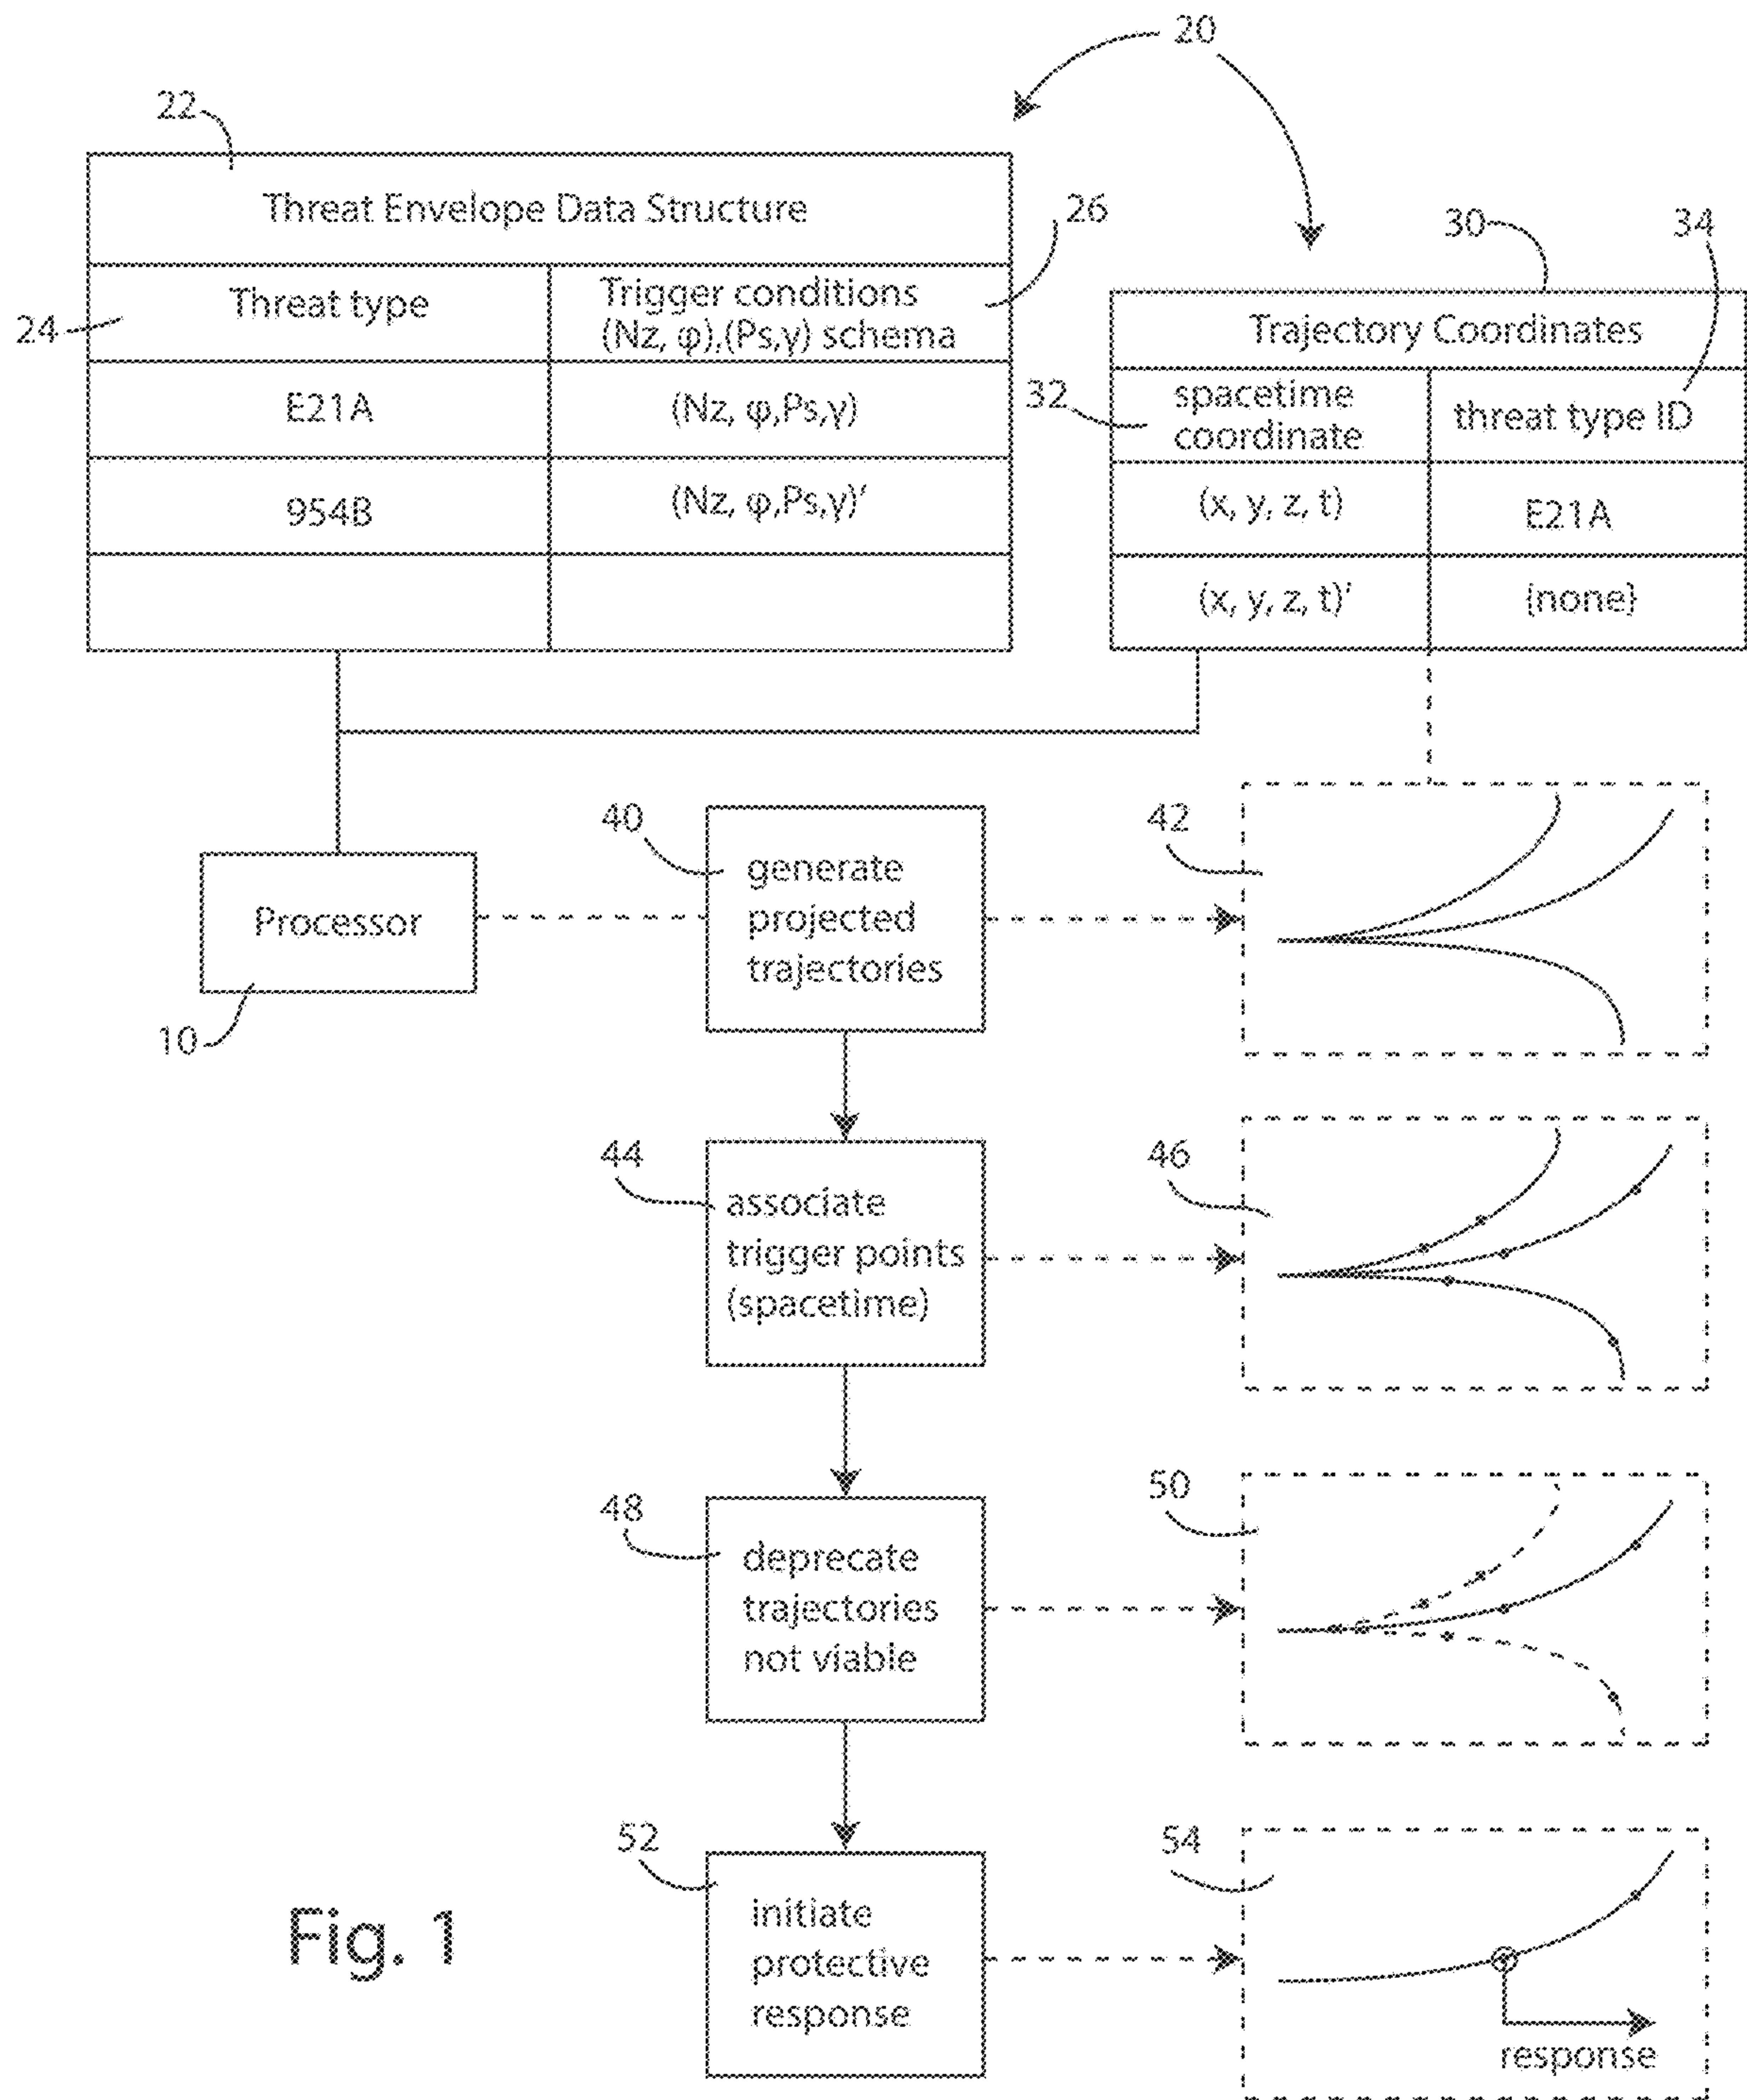 20
22
Threat Envelope Data Structure
26
30
34
24
Threat type
Trigger conditions
(Nz, φ),(Ps,γ) schema
Trajectory Coordinates
E21A
(Nz, φ,Ps,γ)
32
spacetime
coordinate
threat type ID
954B
(Nz, φ,Ps,γ)'
(x, y, z, t)
E21A
(x, y, z, t)'
{none}
40
42
Processor
generate
projected
trajectories
10
44
46
associate
trigger points
(spacetime)
48
50
deprecate
trajectories
not viable
52
54
Fig. 1
initiate
protective
response
response